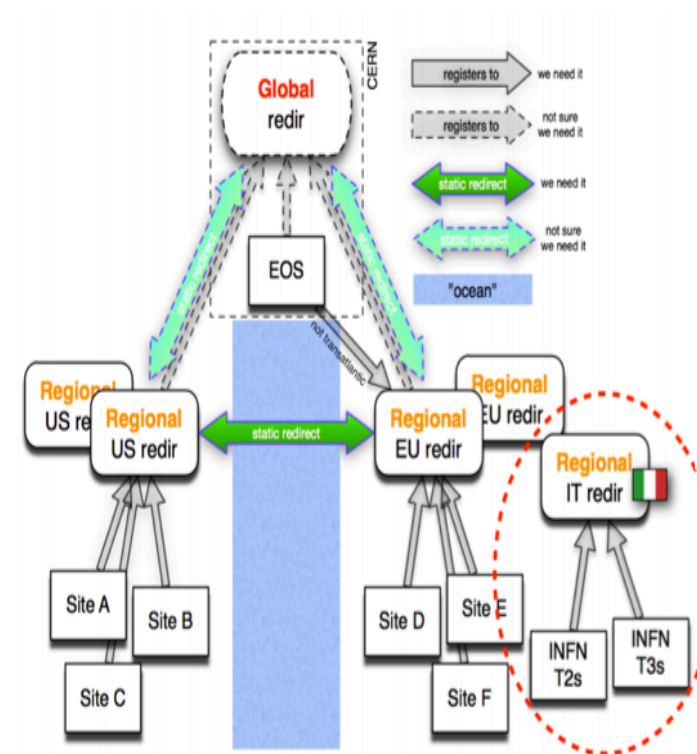 Global
redir
CERN
registers to
we need it
registers to
not sure
we need it
static redirect
we need it
static redirect
not sure
we need it
"ocean"
static redirect
static redirect
EOS
not transatlantic
Regional
US re
Regional
US redir
static redirect
Regional
EU redir
Regional
EU redir
Regional
IT redir
Site A
Site B
Site C
Site D
Site E
Site F
INFN
T2s
INFN
T3s